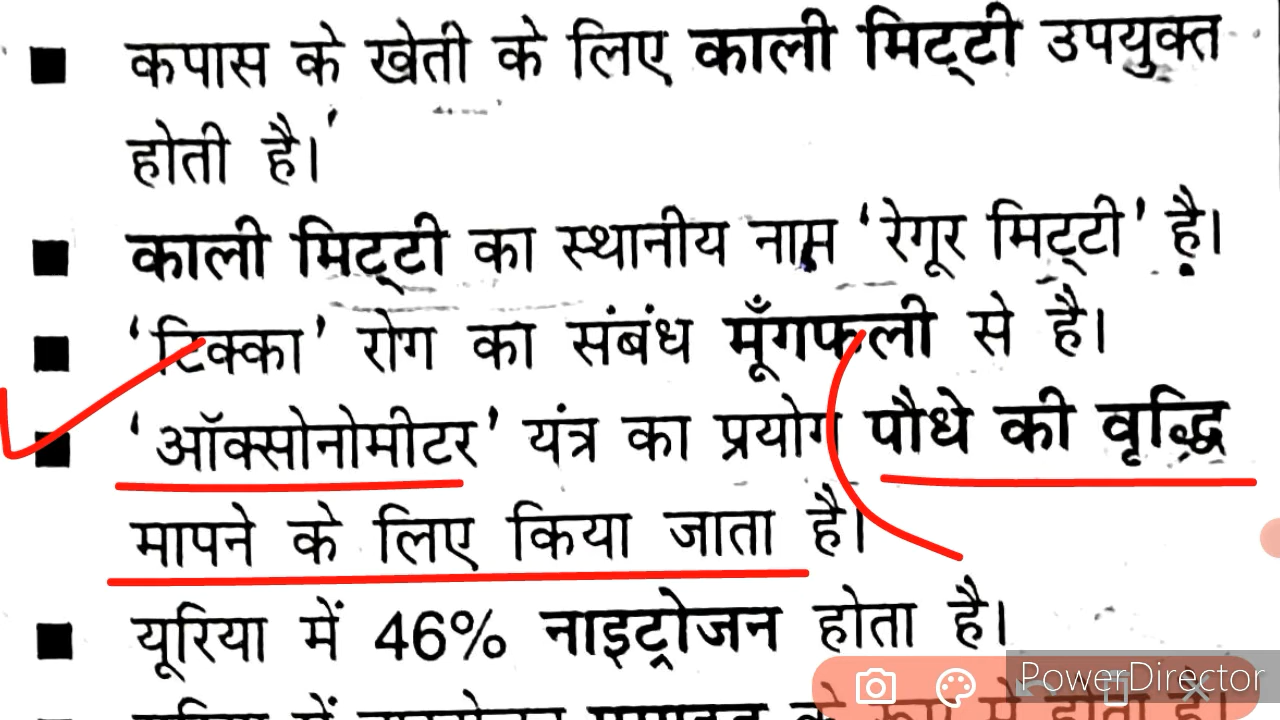 ■ कपास के खेती के लिए काली मिट्टी उपयुक्त
होती है।
■ काली मिट्टी का स्थानीय नाम 'रेगूर मिट्टी' है।
■ 'टिक्का' रोग का संबंध मूँगफली से है।
■ 'ऑक्सोनोमीटर' यंत्र का प्रयोग पौधे की वृद्धि
मापने के लिए किया जाता है।
■ यूरिया में 46% नाइट्रोजन होता है।
PowerDirector